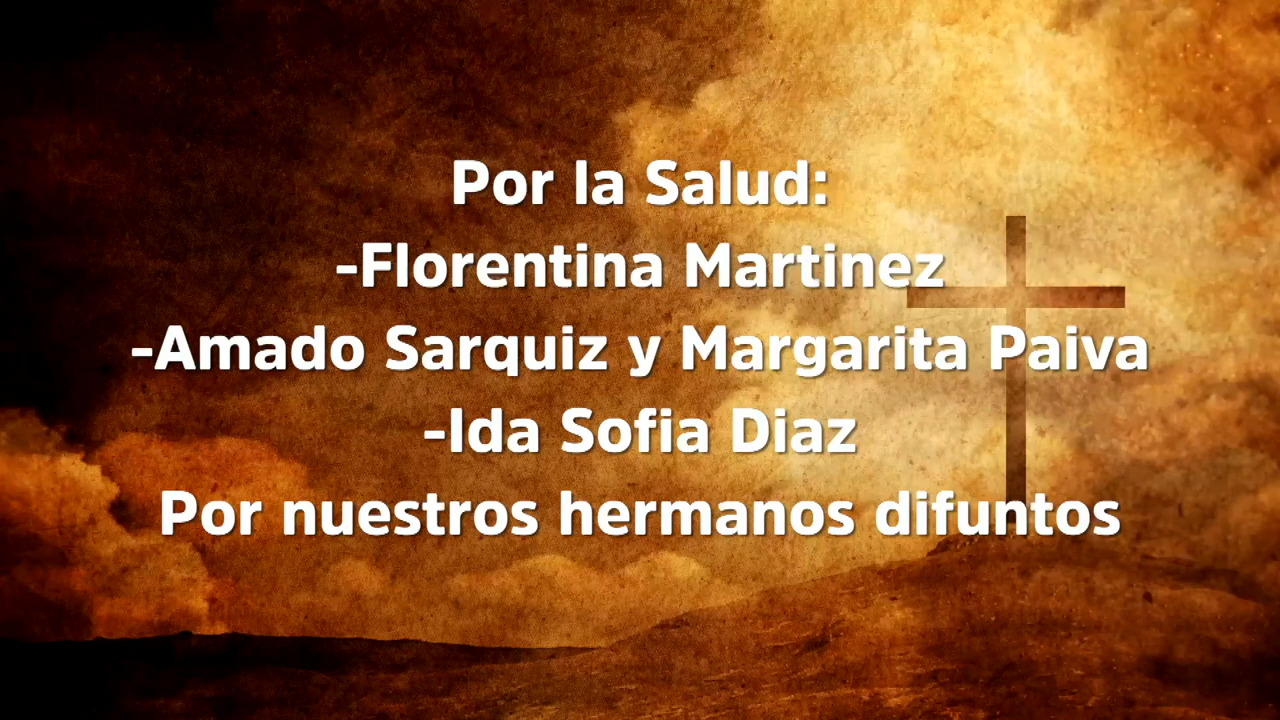 Por la Salud:
-Florentina Martinez
-Amado Sarquiz y Margarita Paiva
-Ida Sofia Diaz
Por nuestros hermanos difuntos